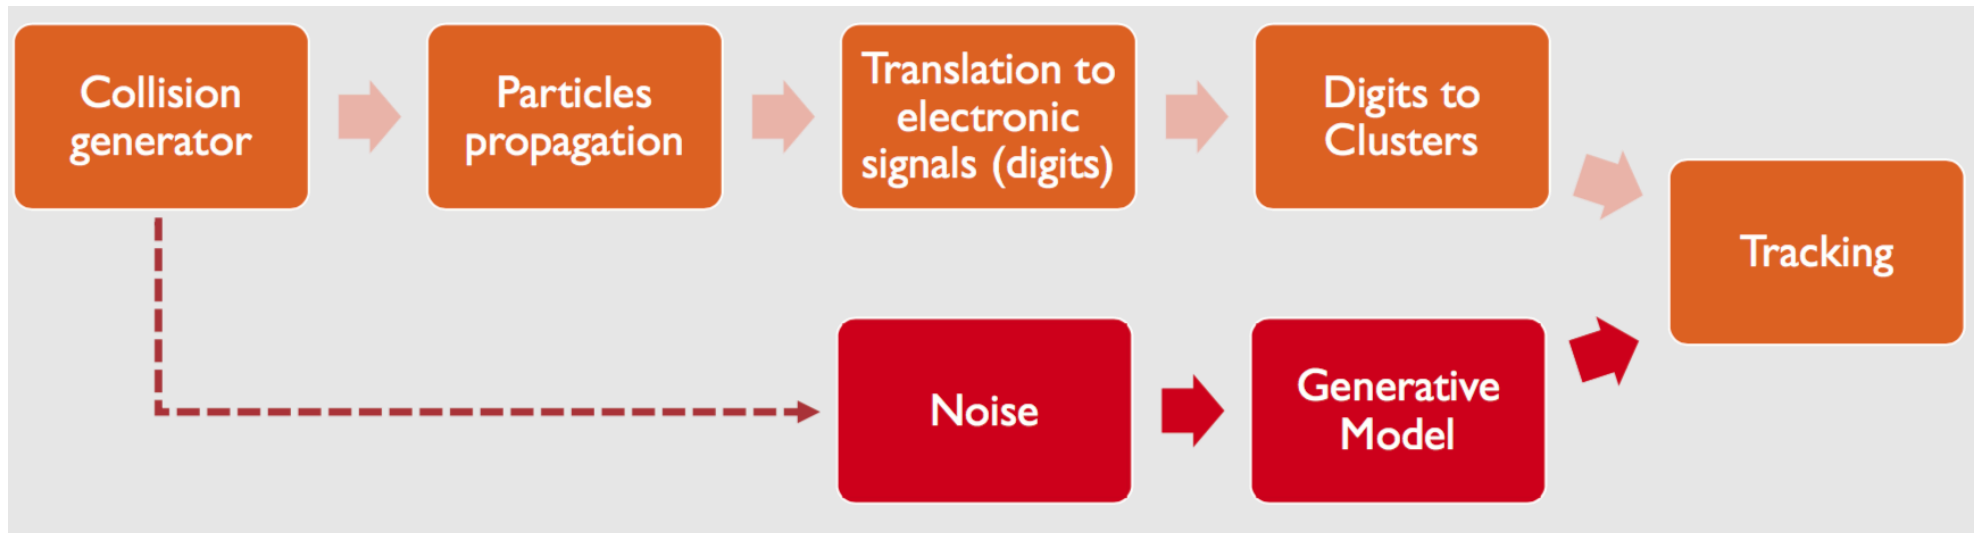 Collision
generator
Particles
propagation
Translation to
electronic
signals (digits)
Digits to
Clusters
Tracking
Noise
Generative
Model